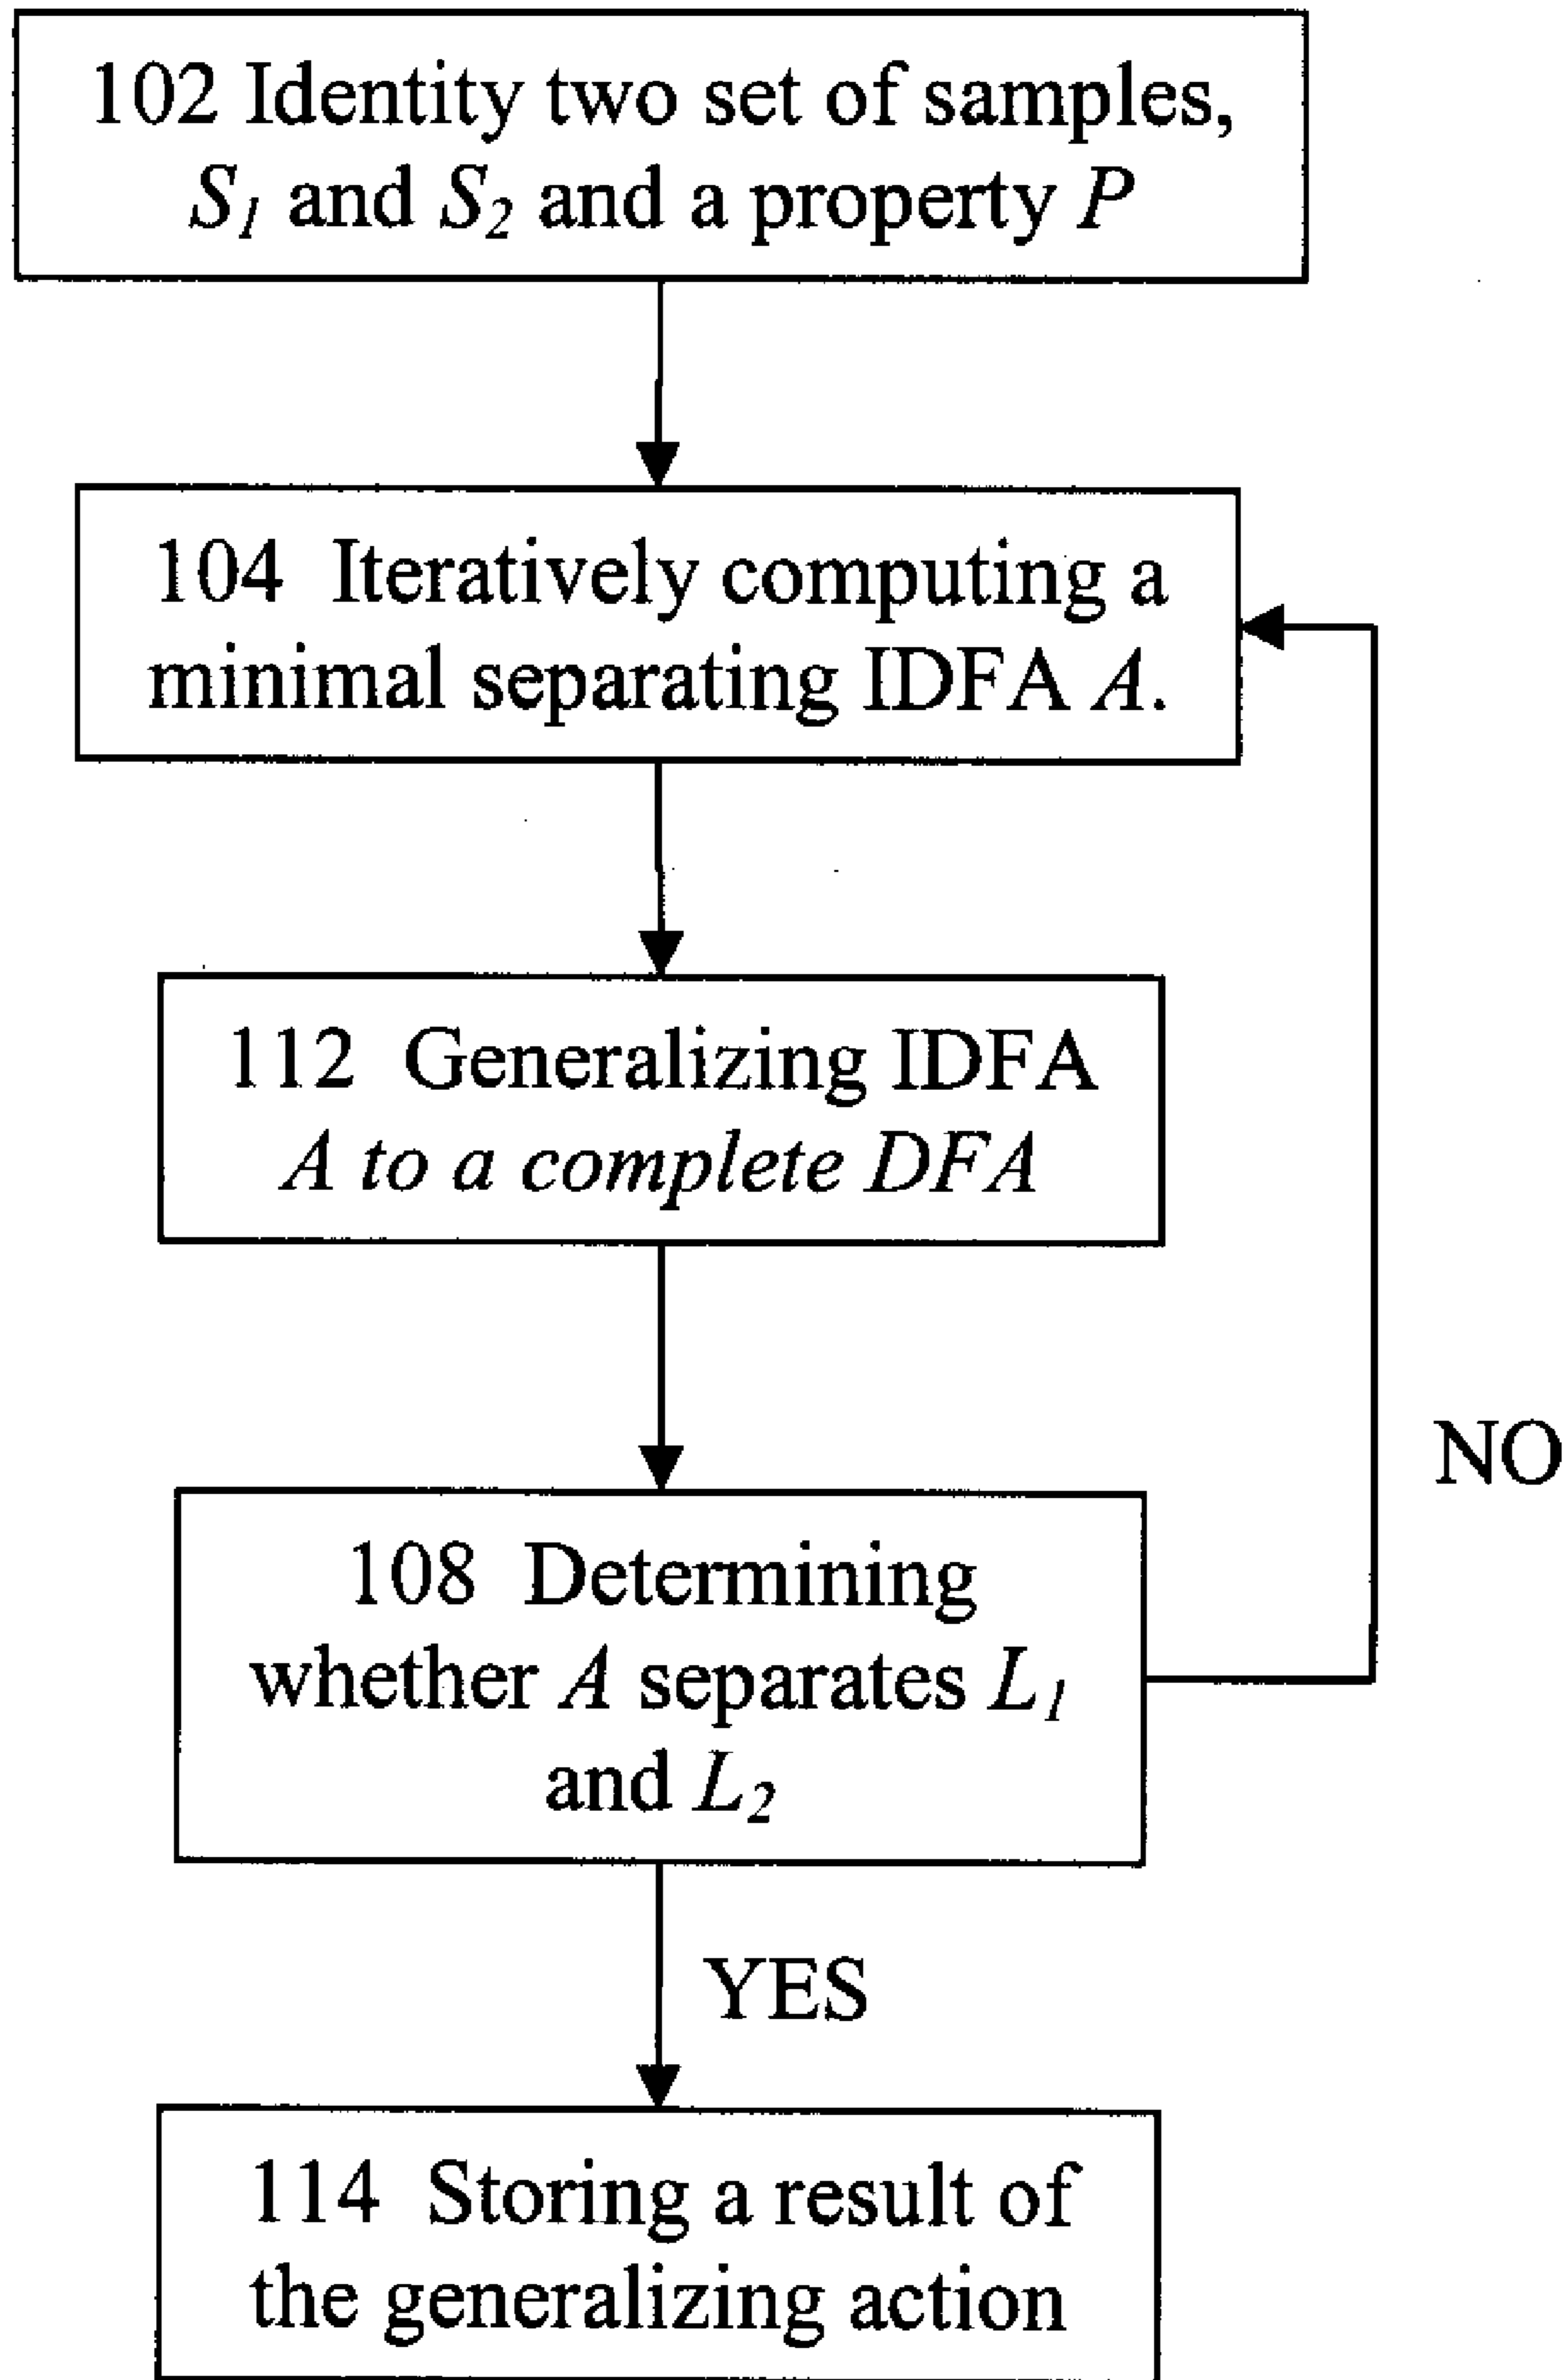 102 Identity two set of samples,
S1 and S2 and a property P
104 Iteratively computing a
minimal separating IDFA A.
112 Generalizing IDFA
A to a complete DFA
NO
108 Determining
whether A separates L1
and L2
YES
114 Storing a result of
the generalizing action